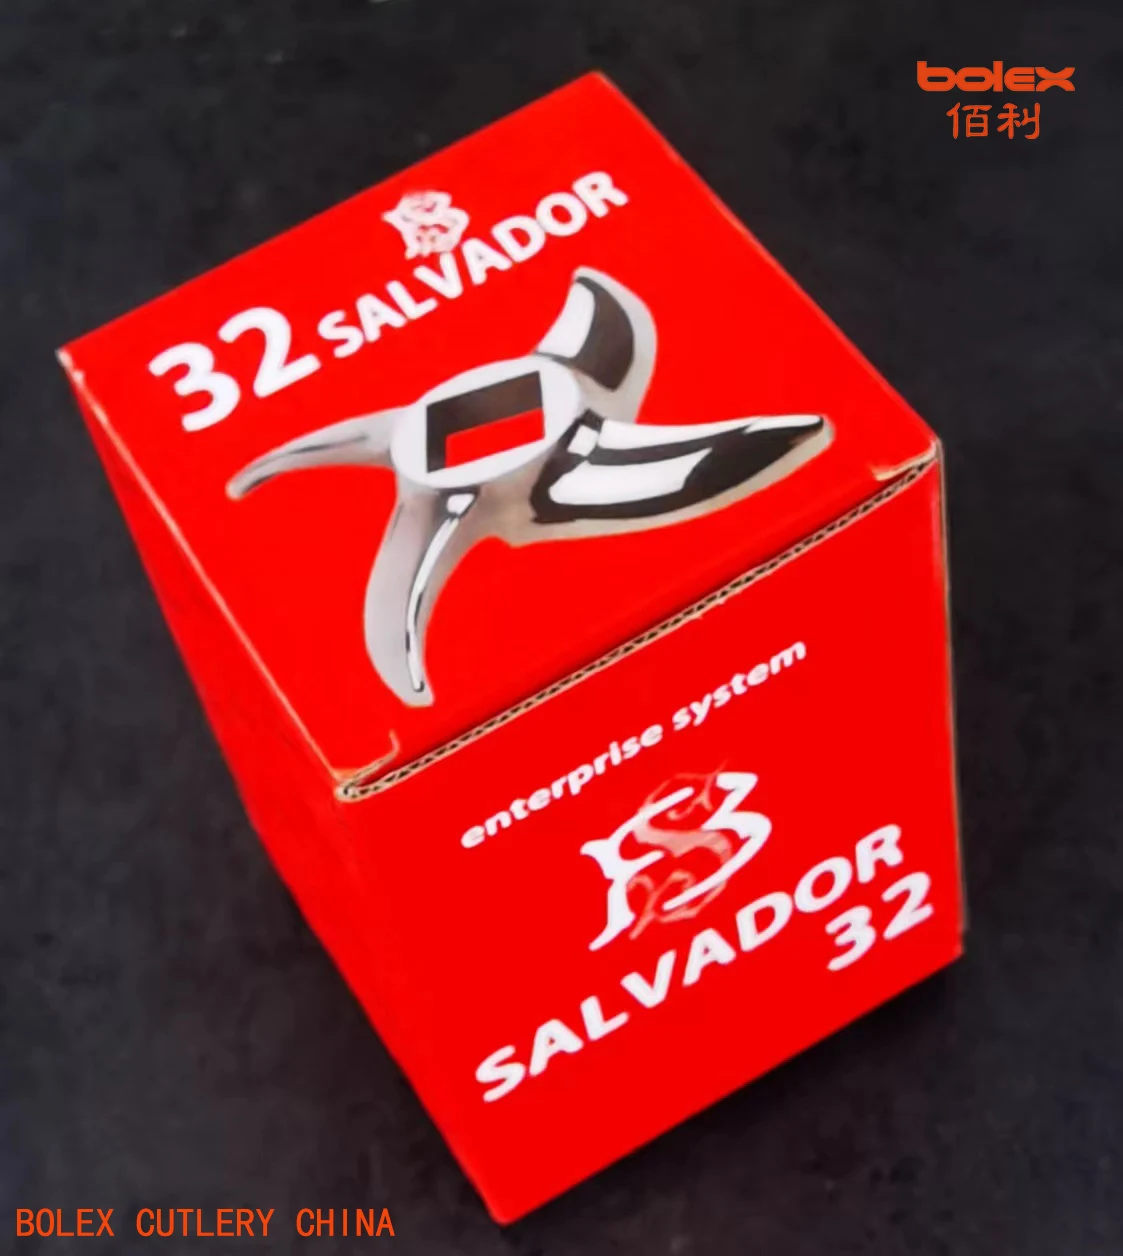 bolex
佰利
32 SALVADOR
enterprise system
SALVADOR
32
BOLEX CUTLERY CHINA